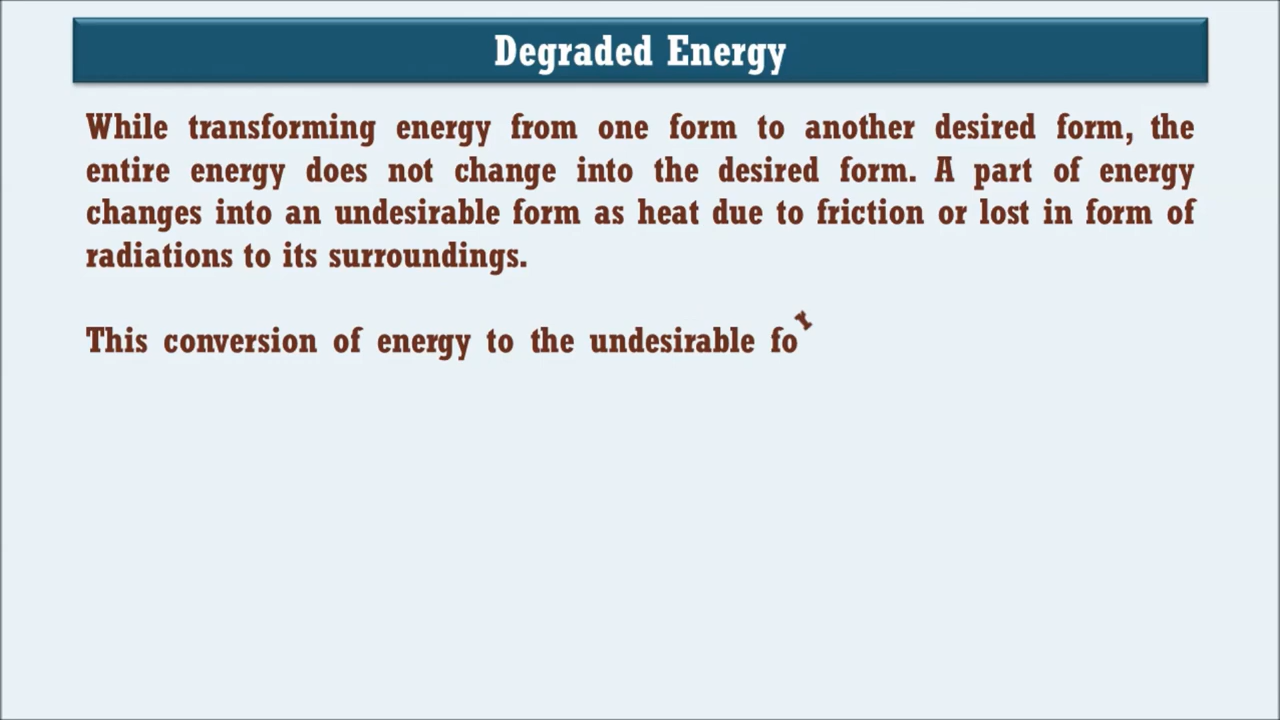 Degraded Energy
While transforming energy from one form to another desired form, the
entire energy does not change into the desired form. A part of energy
changes into an undesirable form as heat due to friction or lost in form of
radiations to its surroundings.
This conversion of energy to the undesirable for